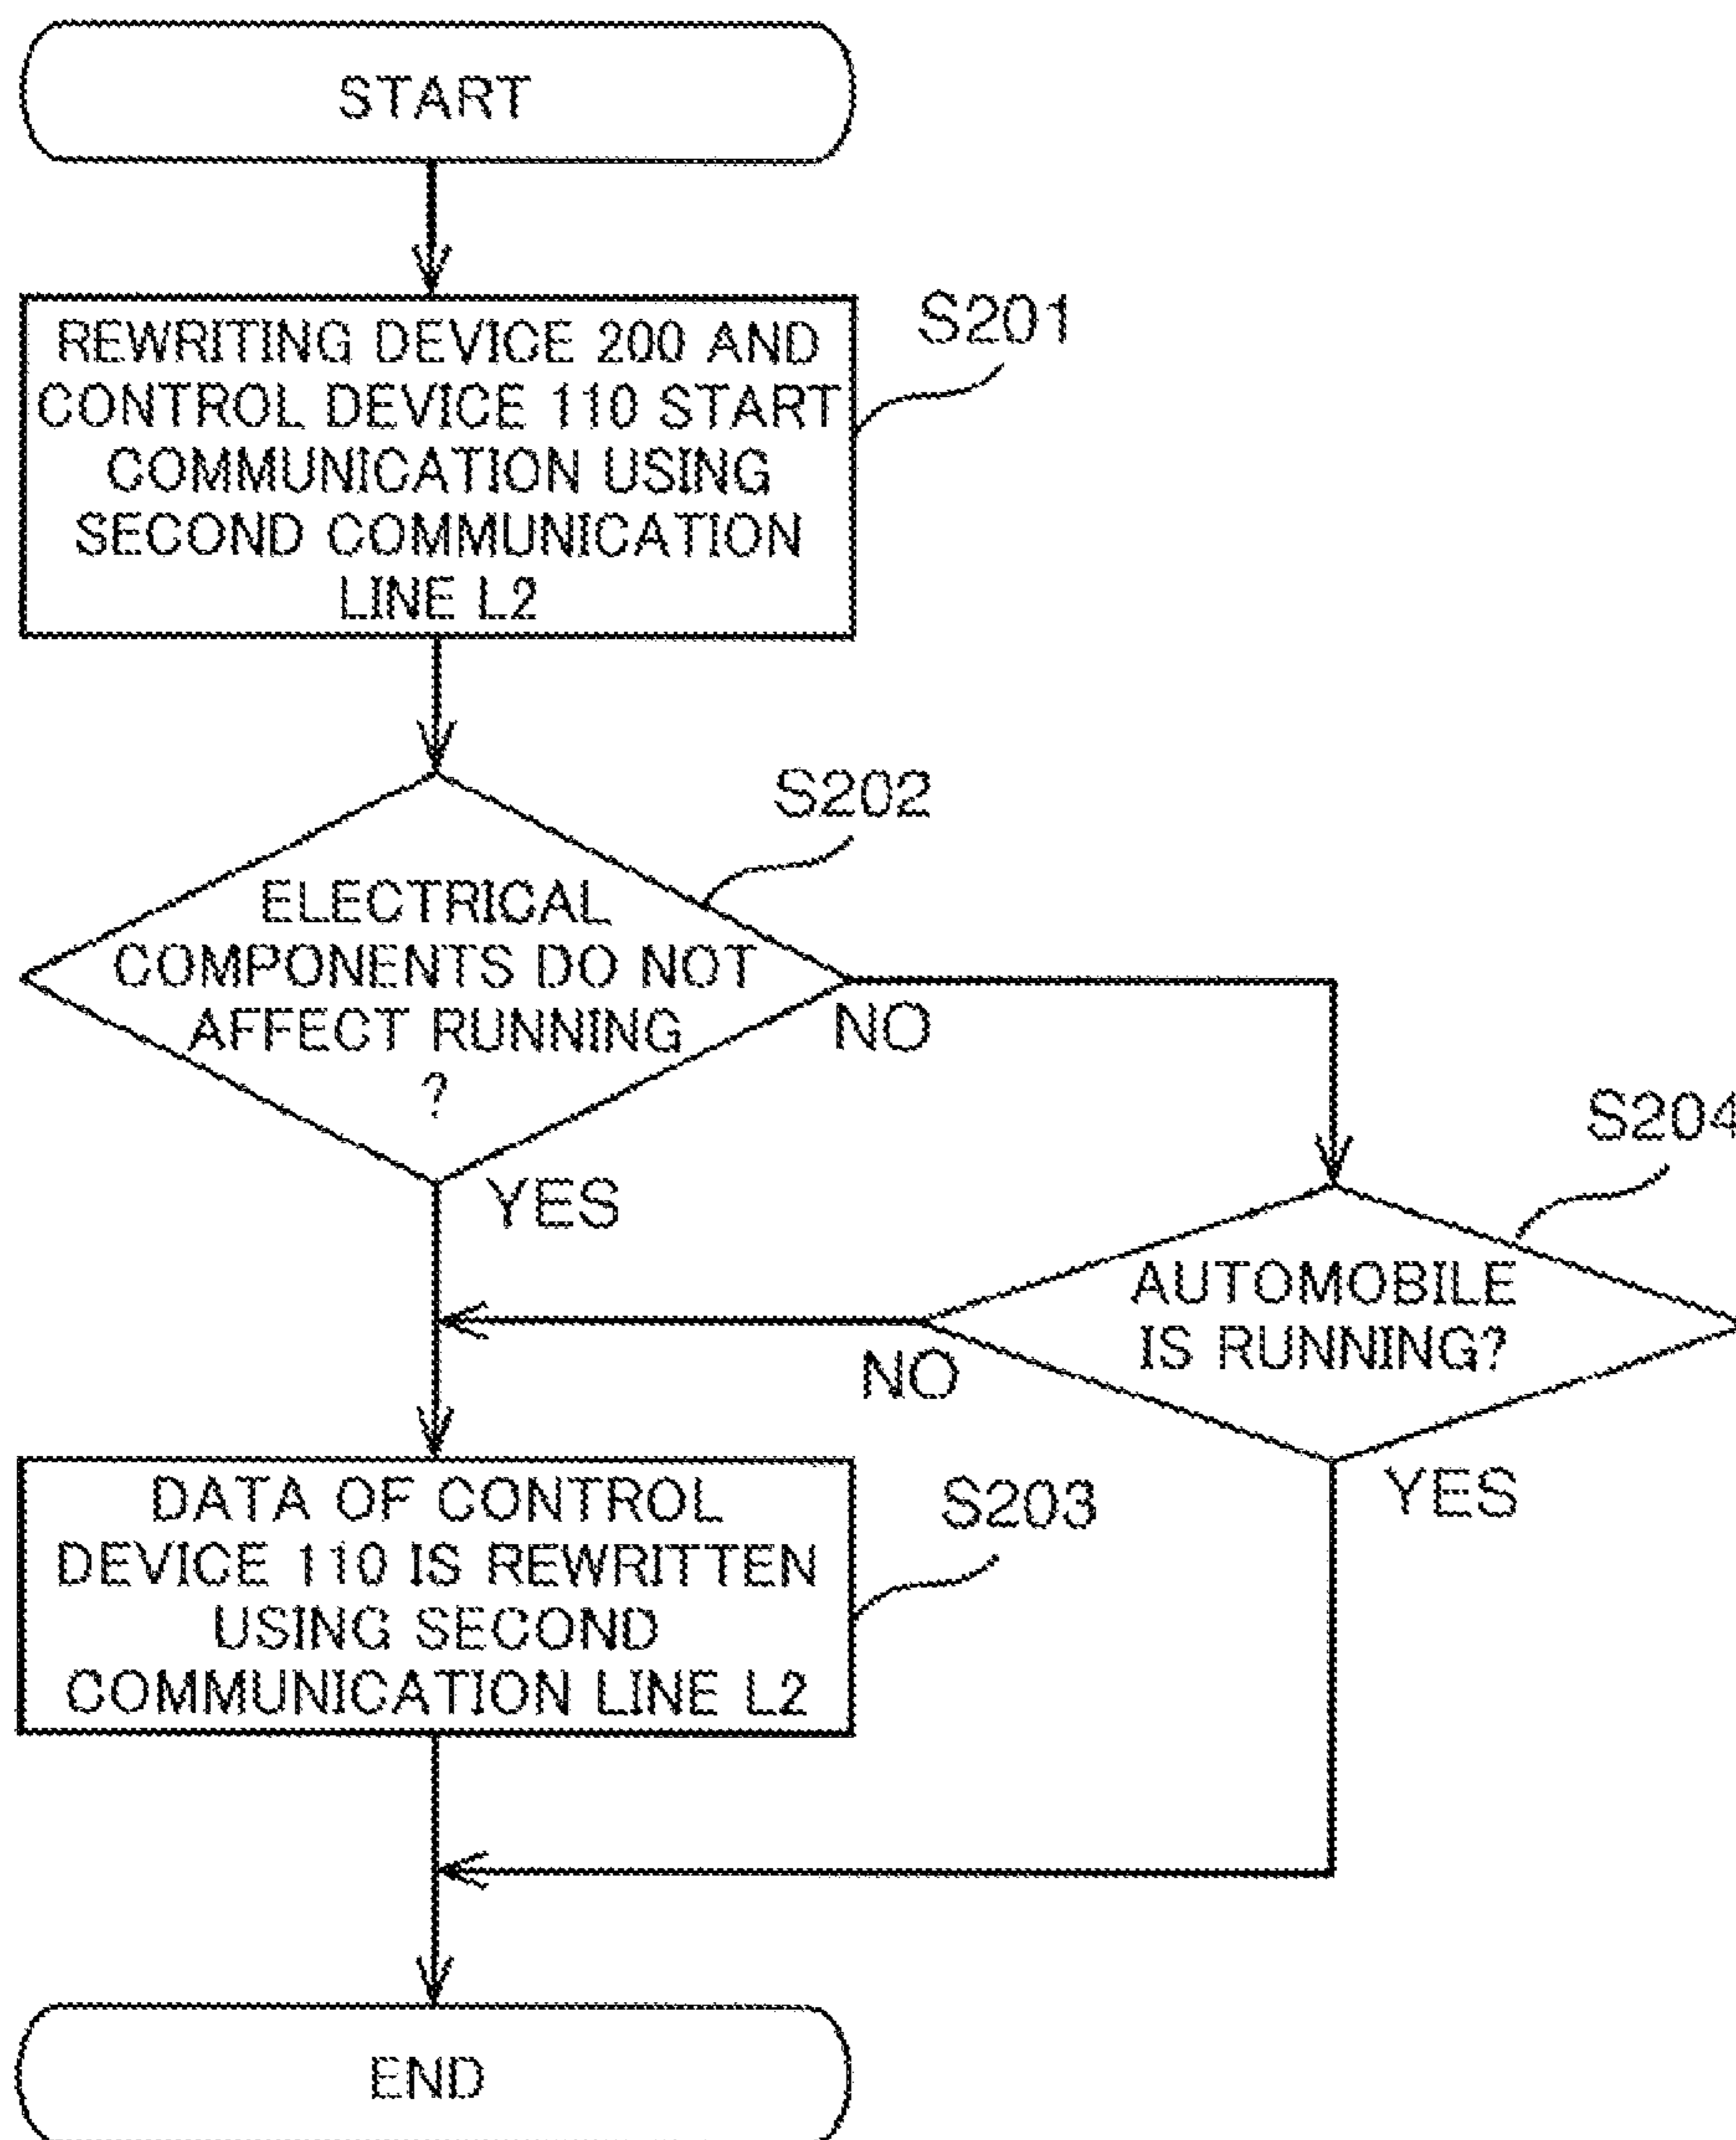 START
REWRITING DEVICE 200 AND
CONTROL DEVICE 110 START
COMMUNICATION USING
SECOND COMMUNICATION
LINE L2
S201
S202
ELECTRICAL
COMPONENTS DO NOT
AFFECT RUNNING
?
NO
YES
S204
AUTOMOBILE
IS RUNNING?
NO
YES
DATA OF CONTROL
DEVICE 110 IS REWRITTEN
USING SECOND
COMMUNICATION LINE L2
S203
END